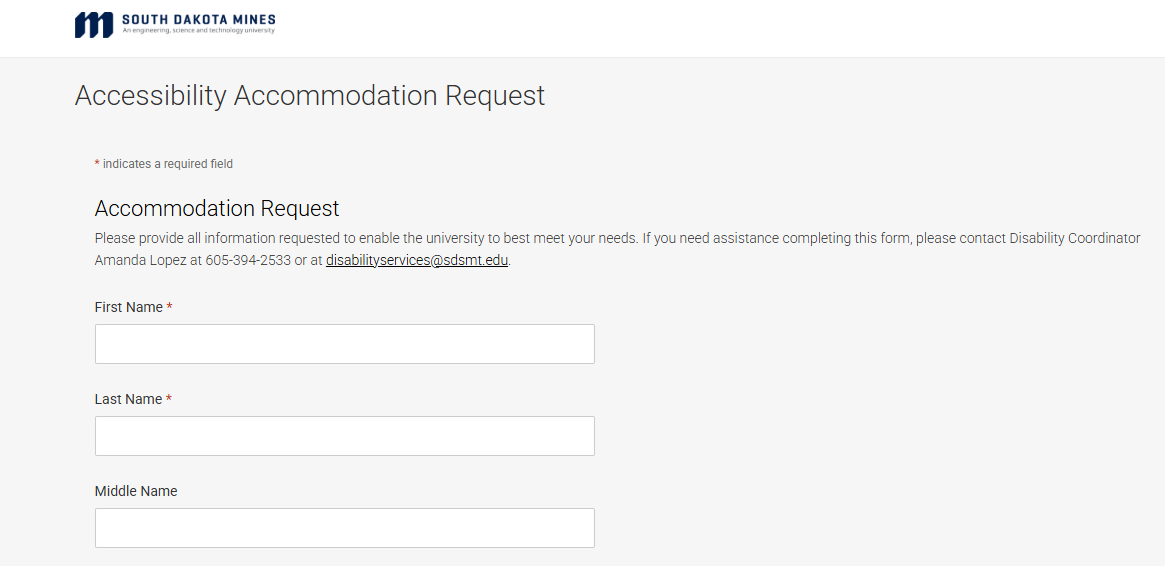 SOUTH DAKOTA MINES
An engineering, science and technology university
Accessibility Accommodation Request
* indicates a required field
Accommodation Request
Please provide all information requested to enable the university to best meet your needs. If you need assistance completing this form, please contact Disability Coordinator
Amanda Lopez at 605-394-2533 or at disabilityservices@sdsmt.edu.
First Name *
Last Name *
Middle Name